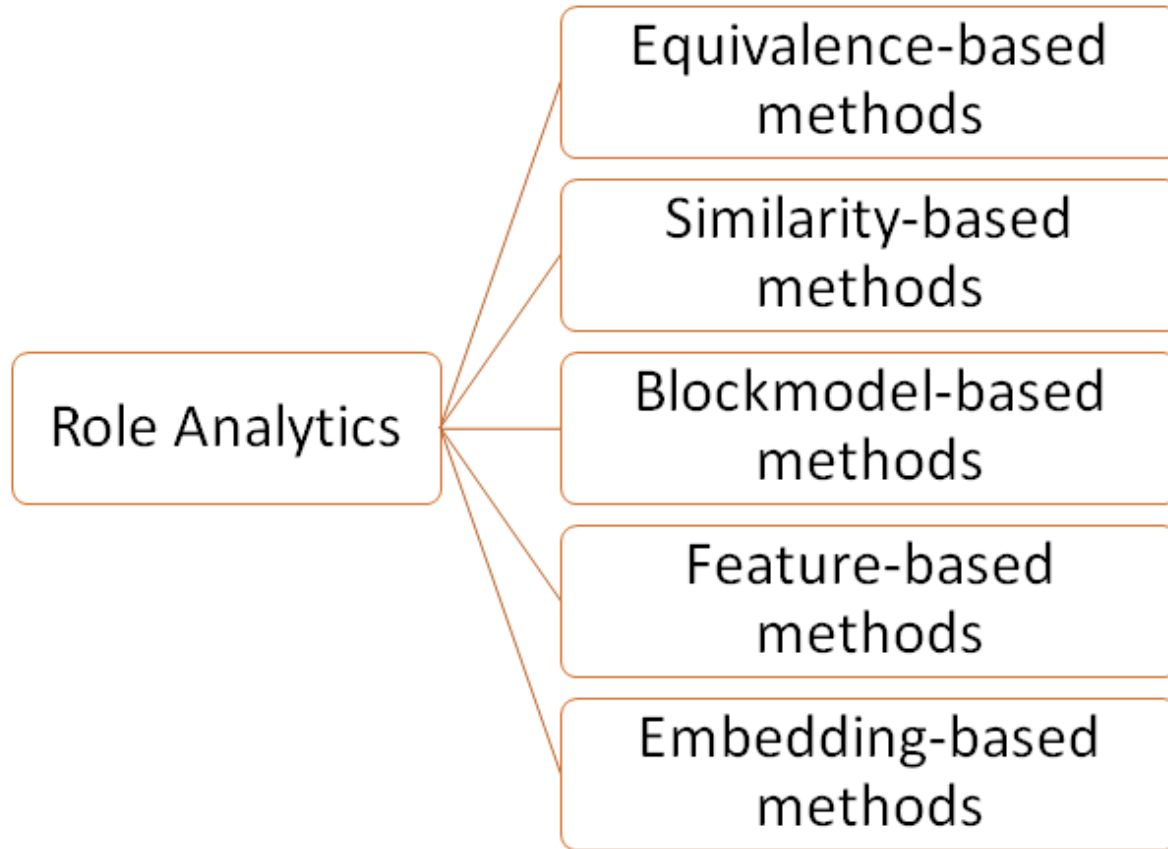 Role Analytics
Equivalence-based
methods
Similarity-based
methods
Blockmodel-based
methods
Feature-based
methods
Embedding-based
methods